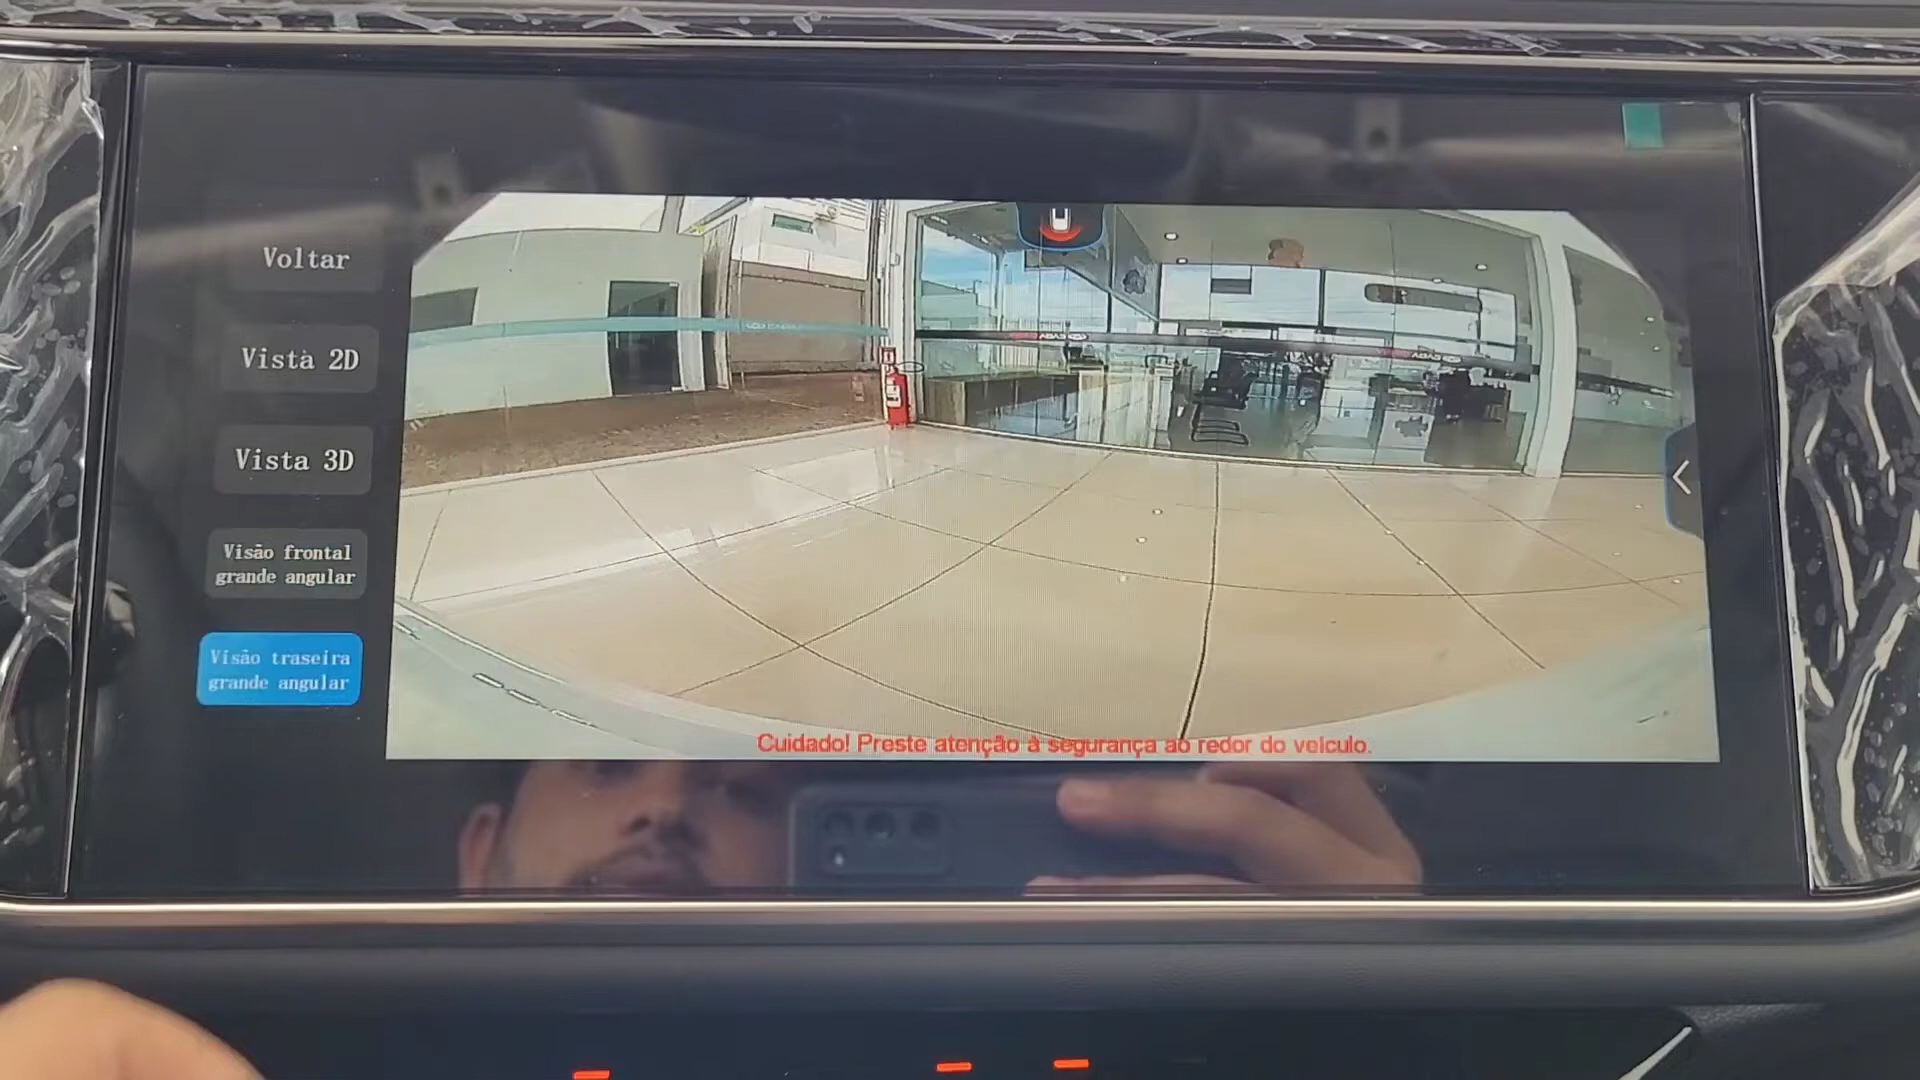 Voltar
Vista 2D
Vista 3D
Visão frontal
grande angular
Visão traseira
grande angular
Cuidado! Preste atenção à segurança ao redor do veículo.